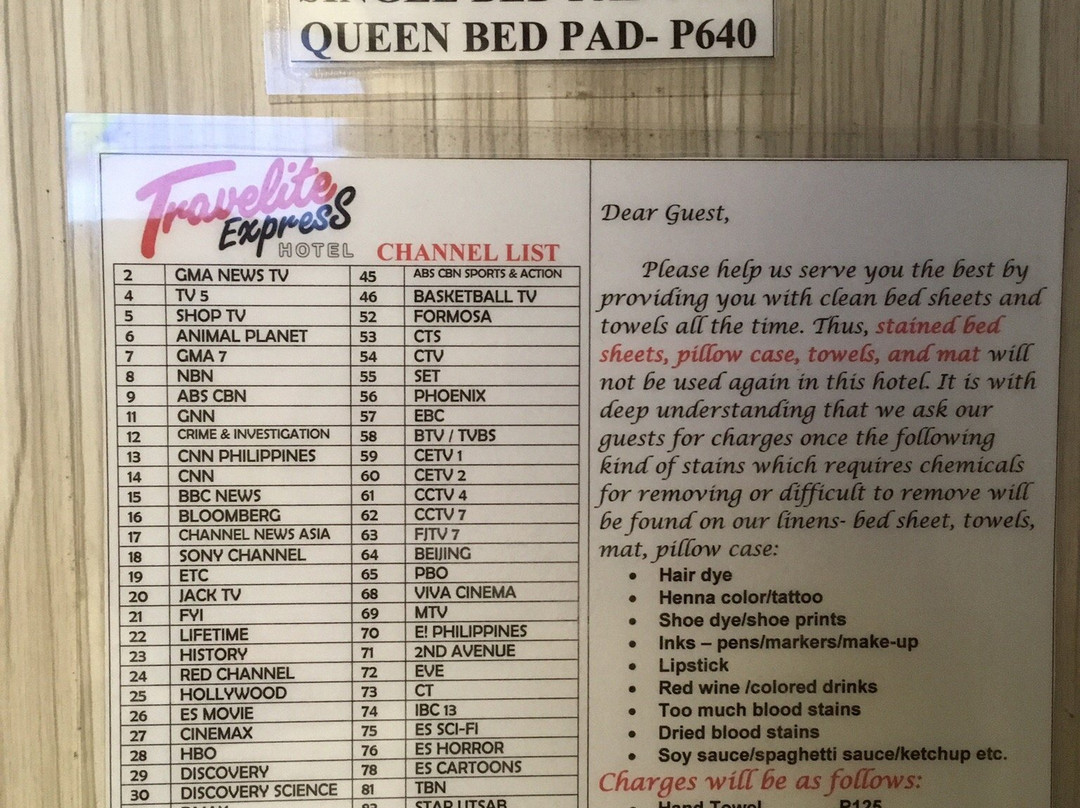 QUEEN BED PAD- P640
Travelite
Express
HOTEL
CHANNEL LIST
2 GMA NEWS TV 45 ABS CBN SPORTS & ACTION
4 TV 5 46 BASKETBALL TV
5 SHOP TV 52 FORMOSA
6 ANIMAL PLANET 53 CTS
7 GMA 7 54 CTV
8 NBN 55 SET
9 ABS CBN 56 PHOENIX
11 GNN 57 EBC
12 CRIME & INVESTIGATION 58 BTV / TVBS
13 CNN PHILIPPINES 59 CETV 1
14 CNN 60 CETV 2
15 BBC NEWS 61 CCTV 4
16 BLOOMBERG 62 CCTV 7
17 CHANNEL NEWS ASIA 63 FJTV 7
18 SONY CHANNEL 64 BEIJING
19 ETC 65 PBO
20 JACK TV 68 VIVA CINEMA
21 FYI 69 MTV
22 LIFETIME 70 E! PHILIPPINES
23 HISTORY 71 2ND AVENUE
24 RED CHANNEL 72 EVE
25 HOLLYWOOD 73 CT
26 ES MOVIE 74 IBC 13
27 CINEMAX 75 ES SCI-FI
28 HBO 76 ES HORROR
29 DISCOVERY 78 ES CARTOONS
30 DISCOVERY SCIENCE 81 TBN
Dear Guest,
Please help us serve you the best by
providing you with clean bed sheets and
towels all the time. Thus, stained bed
sheets, pillow case, towels, and mat will
not be used again in this hotel. It is with
deep understanding that we ask our
guests for charges once the following
kind of stains which requires chemicals
for removing or difficult to remove will
be found on our linens- bed sheet, towels,
mat, pillow case:
• Hair dye
• Henna color/tattoo
• Shoe dye/shoe prints
• Inks – pens/markers/make-up
• Lipstick
• Red wine /colored drinks
• Too much blood stains
• Dried blood stains
• Soy sauce/spaghetti sauce/ketchup etc.
Charges will be as follows:
• Hand Towel P125